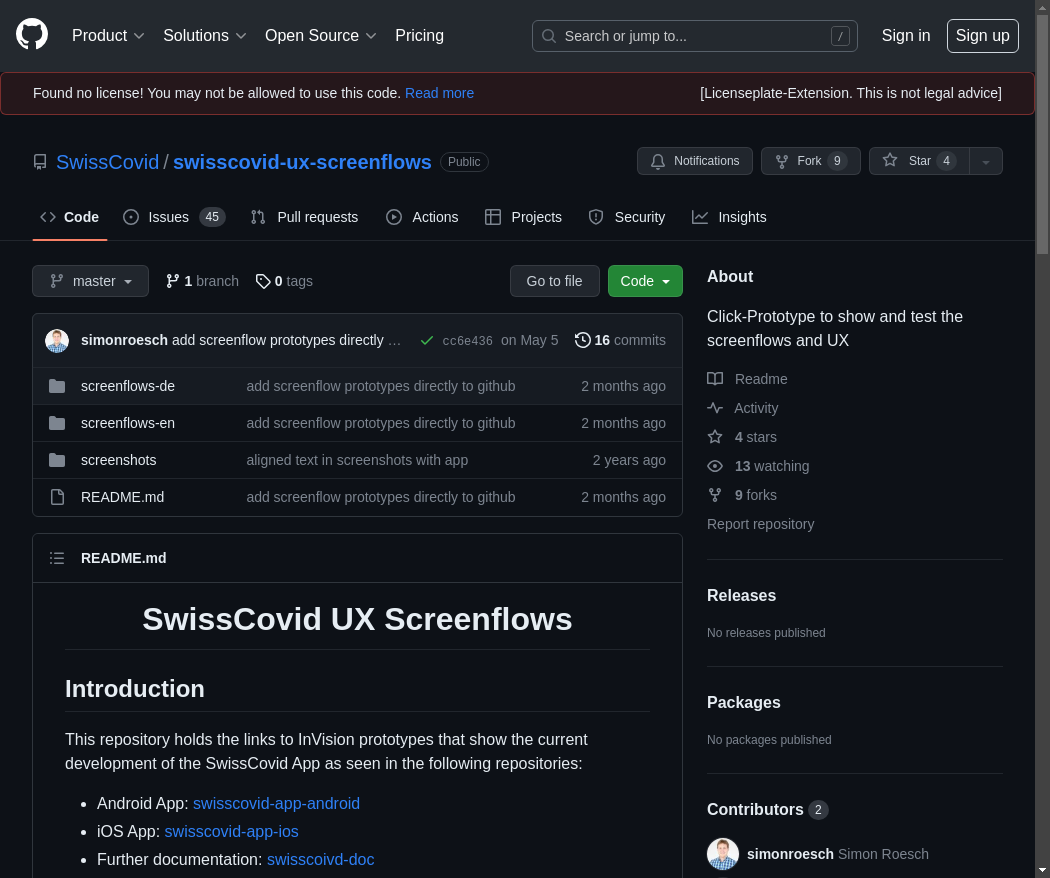 Product Solutions Open Source Pricing Search or jump to... / Sign in Sign up
Found no license! You may not be allowed to use this code. Read more [Licenseplate-Extension. This is not legal advice]
SwissCovid / swisscovid-ux-screenflows Public Notifications Fork 9 Star 4
Code Issues 45 Pull requests Actions Projects Security Insights
master 1 branch 0 tags Go to file Code
simonroesch add screenflow prototypes directly … cc6e436 on May 5 16 commits
screenflows-de add screenflow prototypes directly to github 2 months ago
screenflows-en add screenflow prototypes directly to github 2 months ago
screenshots aligned text in screenshots with app 2 years ago
README.md add screenflow prototypes directly to github 2 months ago
README.md
SwissCovid UX Screenflows
Introduction
This repository holds the links to InVision prototypes that show the current
development of the SwissCovid App as seen in the following repositories:
• Android App: swisscovid-app-android
• iOS App: swisscovid-app-ios
• Further documentation: swisscoivd-doc
About
Click-Prototype to show and test the
screenflows and UX
Readme
Activity
4 stars
13 watching
9 forks
Report repository
Releases
No releases published
Packages
No packages published
Contributors 2
simonroesch Simon Roesch